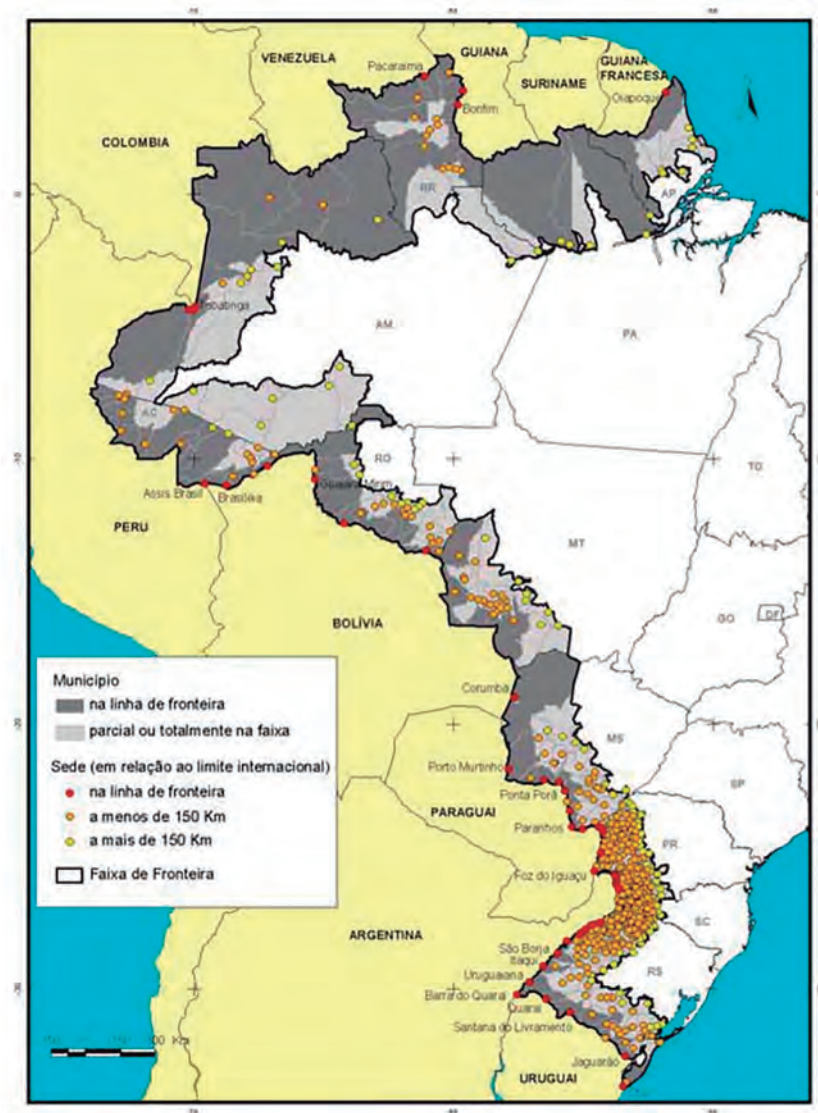 VENEZUELA
GUIANA
SURINAME
GUIANA
FRANCESA
Pacaraima
Bonfim
Oiapoque
COLOMBIA
RR
AP
Tabatinga
AM
PA
AC
RO
TO
Assis Brasil
Brasiléia
Guajará Mirim
PERU
MT
BOLÍVIA
GO
DF
Corumbá
MS
Porto Murtinho
SP
Ponta Porã
PARAGUAI
Paranhos
PR
Foz do Iguaçu
SC
ARGENTINA
São Borja
Itaqui
RS
Uruguaiana
Barra do Quaraí
Quaraí
Santana do Livramento
Jaguarão
URUGUAI
Município
na linha de fronteira
parcial ou totalmente na faixa
Sede (em relação ao limite internacional)
na linha de fronteira
a menos de 150 Km
a mais de 150 Km
Faixa de Fronteira